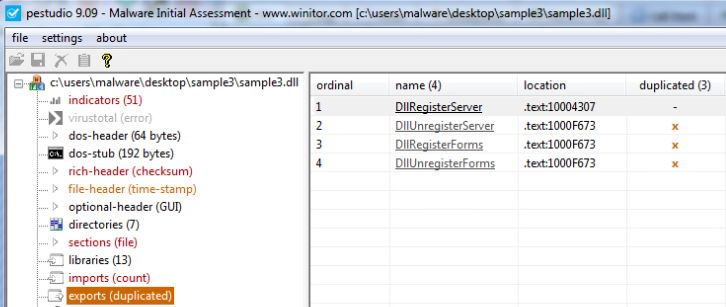 pestudio 9.09 - Malware Initial Assessment - www.winitor.com [c:\users\malware\desktop\sample3\sample3.dll]
file settings about
c:\users\malware\desktop\sample3\sample3.dll
indicators (51)
virustotal (error)
dos-header (64 bytes)
dos-stub (192 bytes)
rich-header (checksum)
file-header (time-stamp)
optional-header (GUI)
directories (7)
sections (file)
libraries (13)
imports (count)
exports (duplicated)
ordinal name (4) location duplicated (3)
1 DllRegisterServer .text:10004307 -
2 DllUnregisterServer .text:1000F673 x
3 DllRegisterForms .text:1000F673 x
4 DllUnregisterForms .text:1000F673 x